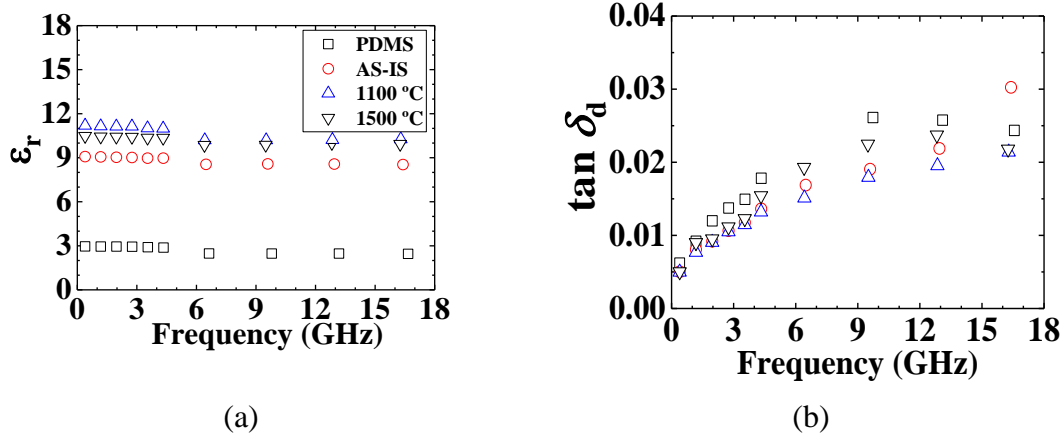 18
15
12
9
6
3
0
εr
0 3 6 9 12 15 18
Frequency (GHz)
PDMS
AS-IS
1100 ºC
1500 ºC
(a)
0.04
0.03
0.02
0.01
0.00
tan δd
0 3 6 9 12 15 18
Frequency (GHz)
(b)